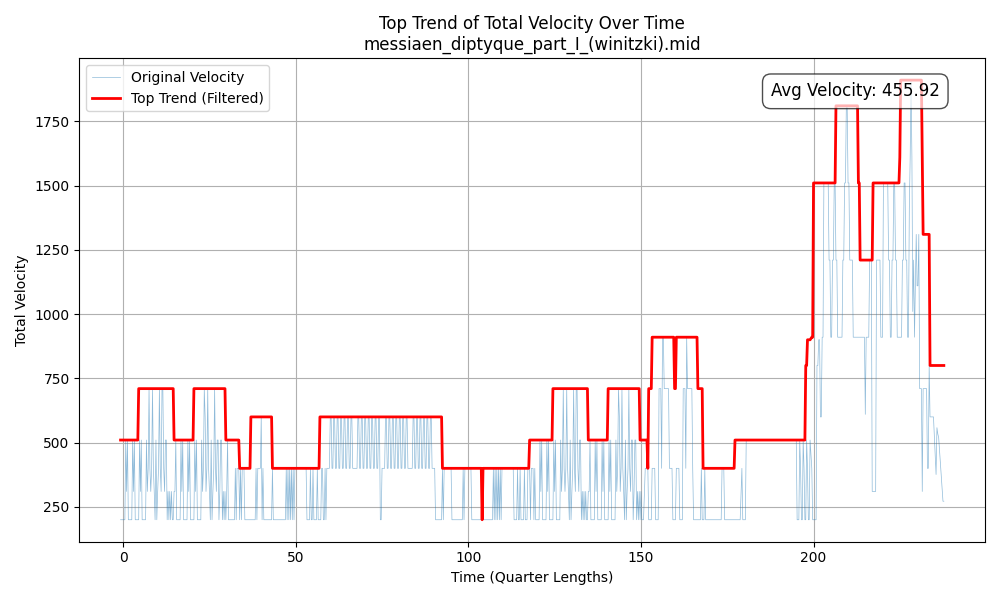 Top Trend of Total Velocity Over Time
messiaen_diptyque_part_I_(winitzki).mid
Original Velocity
Top Trend (Filtered)
Avg Velocity: 455.92
Total Velocity
1750
1500
1250
1000
750
500
250
0 50 100 150 200
Time (Quarter Lengths)